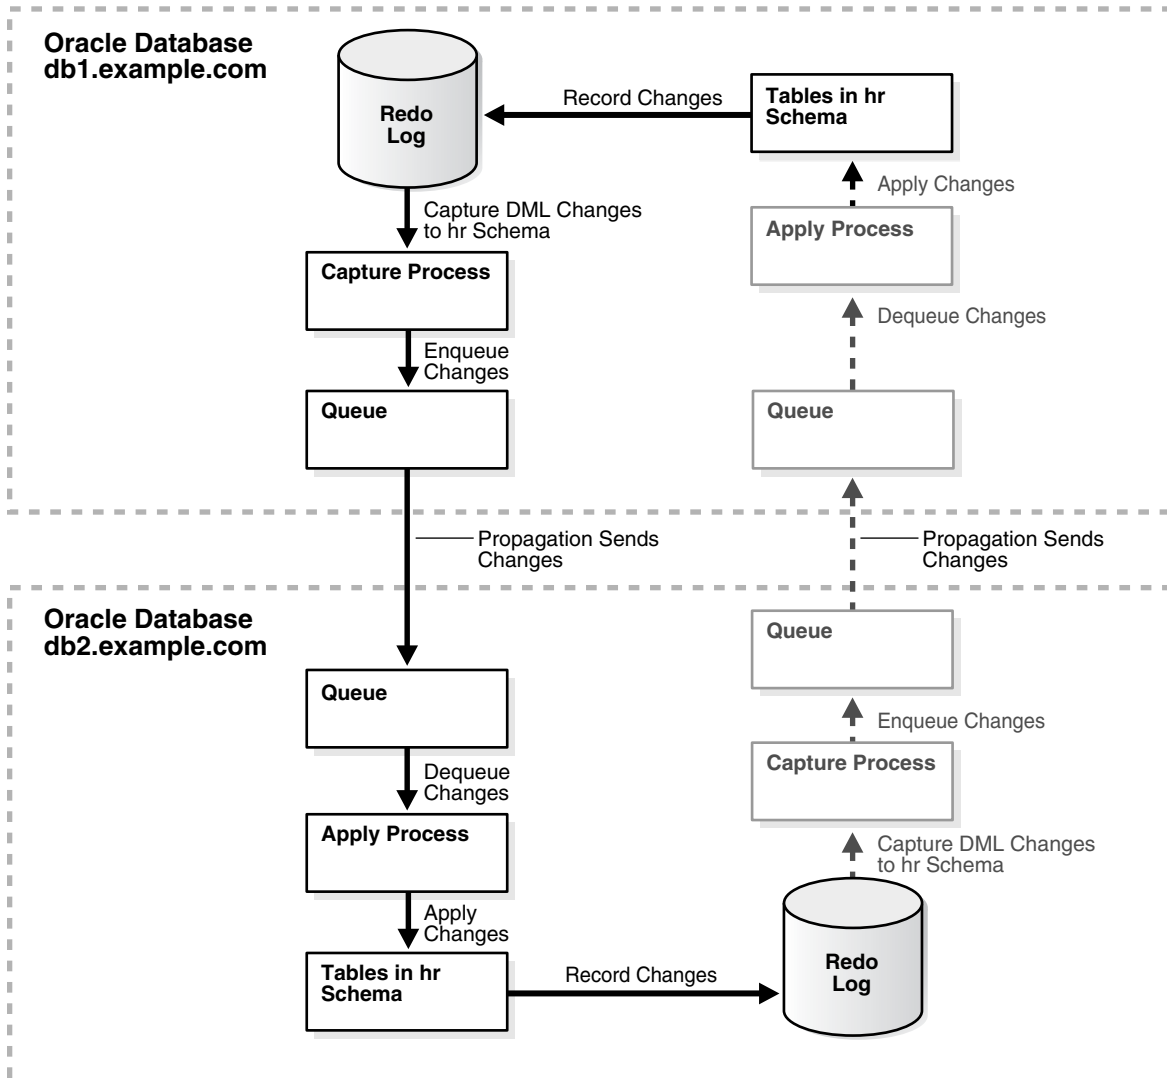 Oracle Database
db1.example.com
Redo
Log
Record Changes
Tables in hr
Schema
Capture DML Changes
to hr Schema
Apply Changes
Capture Process
Apply Process
Enqueue
Changes
Dequeue Changes
Queue
Queue
Propagation Sends
Changes
Propagation Sends
Changes
Oracle Database
db2.example.com
Queue
Queue
Enqueue Changes
Dequeue
Changes
Capture Process
Apply Process
Capture DML Changes
to hr Schema
Apply
Changes
Tables in hr
Schema
Record Changes
Redo
Log